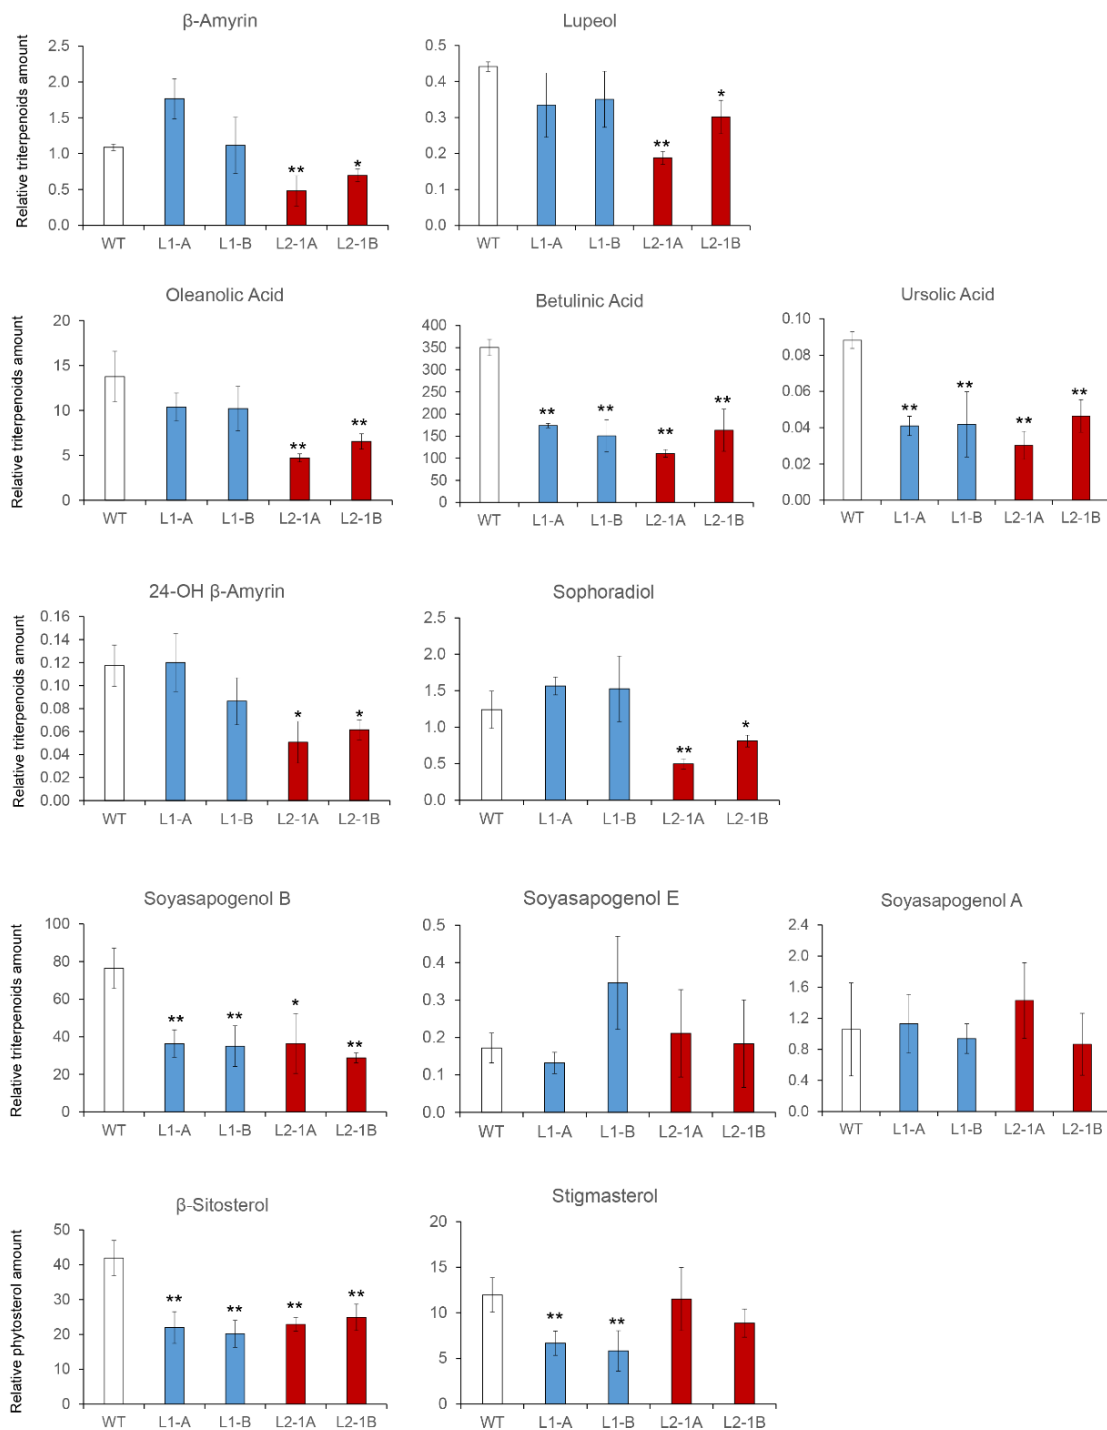 β-Amyrin
Relative triterpenoids amount
2.5
2.0
1.5
1.0
0.5
0.0
** *
WT L1-A L1-B L2-1A L2-1B
Lupeol
0.5
0.4
0.3
0.2
0.1
0.0
** *
WT L1-A L1-B L2-1A L2-1B
Oleanolic Acid
Relative triterpenoids amount
20
15
10
5
0
** **
WT L1-A L1-B L2-1A L2-1B
Betulinic Acid
400
350
300
250
200
150
100
50
0
** ** ** **
WT L1-A L1-B L2-1A L2-1B
Ursolic Acid
0.10
0.08
0.06
0.04
0.02
0.00
** ** ** **
WT L1-A L1-B L2-1A L2-1B
24-OH β-Amyrin
Relative triterpenoids amount
0.16
0.14
0.12
0.10
0.08
0.06
0.04
0.02
0.00
* *
WT L1-A L1-B L2-1A L2-1B
Sophoradiol
2.5
2.0
1.5
1.0
0.5
0.0
** *
WT L1-A L1-B L2-1A L2-1B
Soyasapogenol B
Relative triterpenoids amount
100
80
60
40
20
0
** ** * **
WT L1-A L1-B L2-1A L2-1B
Soyasapogenol E
0.5
0.4
0.3
0.2
0.1
0.0
WT L1-A L1-B L2-1A L2-1B
Soyasapogenol A
2.4
2.0
1.6
1.2
0.8
0.4
0.0
WT L1-A L1-B L2-1A L2-1B
β-Sitosterol
Relative phytosterol amount
50
40
30
20
10
0
** ** ** **
WT L1-A L1-B L2-1A L2-1B
Stigmasterol
20
15
10
5
0
** **
WT L1-A L1-B L2-1A L2-1B